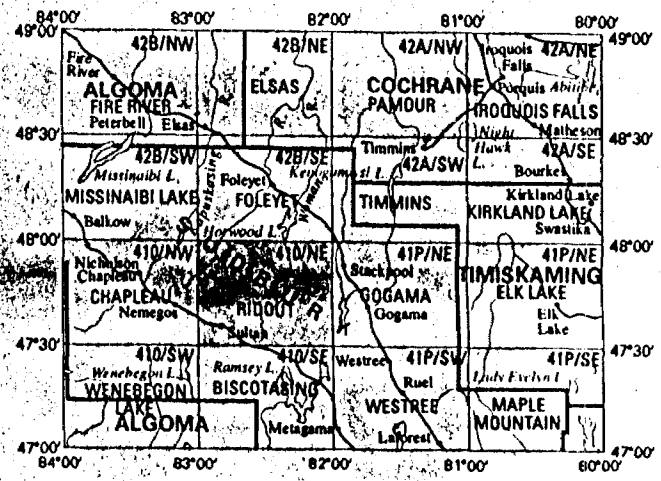 84°00' 83°00' 82°00' 81°00' 80°00'
49°00' 49°00'
42B/NW 42B/NE 42A/NW 42A/NE
Fire River
Iroquois Falls
ALGOMA ELSAS COCHRANE
Porquis
FIRE RIVER PAMOUR IROQUOIS FALLS
Peterbell Elsas Matheson
48°30' 48°30'
Timmins Night Hawk L.
42B/SW 42B/SE 42A/SW 42A/SE
Missinaibi L. Foleyet Bourkes
MISSINAIBI LAKE FOLEYET TIMMINS
Kapuskasing
Kirkland Lake
KIRKLAND LAKE
Balkow Horwood L. Swastika
48°00' 48°00'
41O/NW 41O/NE 41P/NE 41P/NE
Nicholson
Chapleau Stackpool TIMISKAMING
CHAPLEAU GOGAMA ELK LAKE
Nemegos RIDOUT Gogama
Elk Lake
Sultan
47°30' 47°30'
41O/SW 41O/SE 41P/SW 41P/SE
Wenebegon L. Ramsey L. Westree Lady Evelyn L.
WENEBEGON LAKE BISCOTASING Ruel
WESTREE MAPLE MOUNTAIN
ALGOMA Metagama Laforest
47°00' 47°00'
84°00' 83°00' 82°00' 81°00' 80°00'